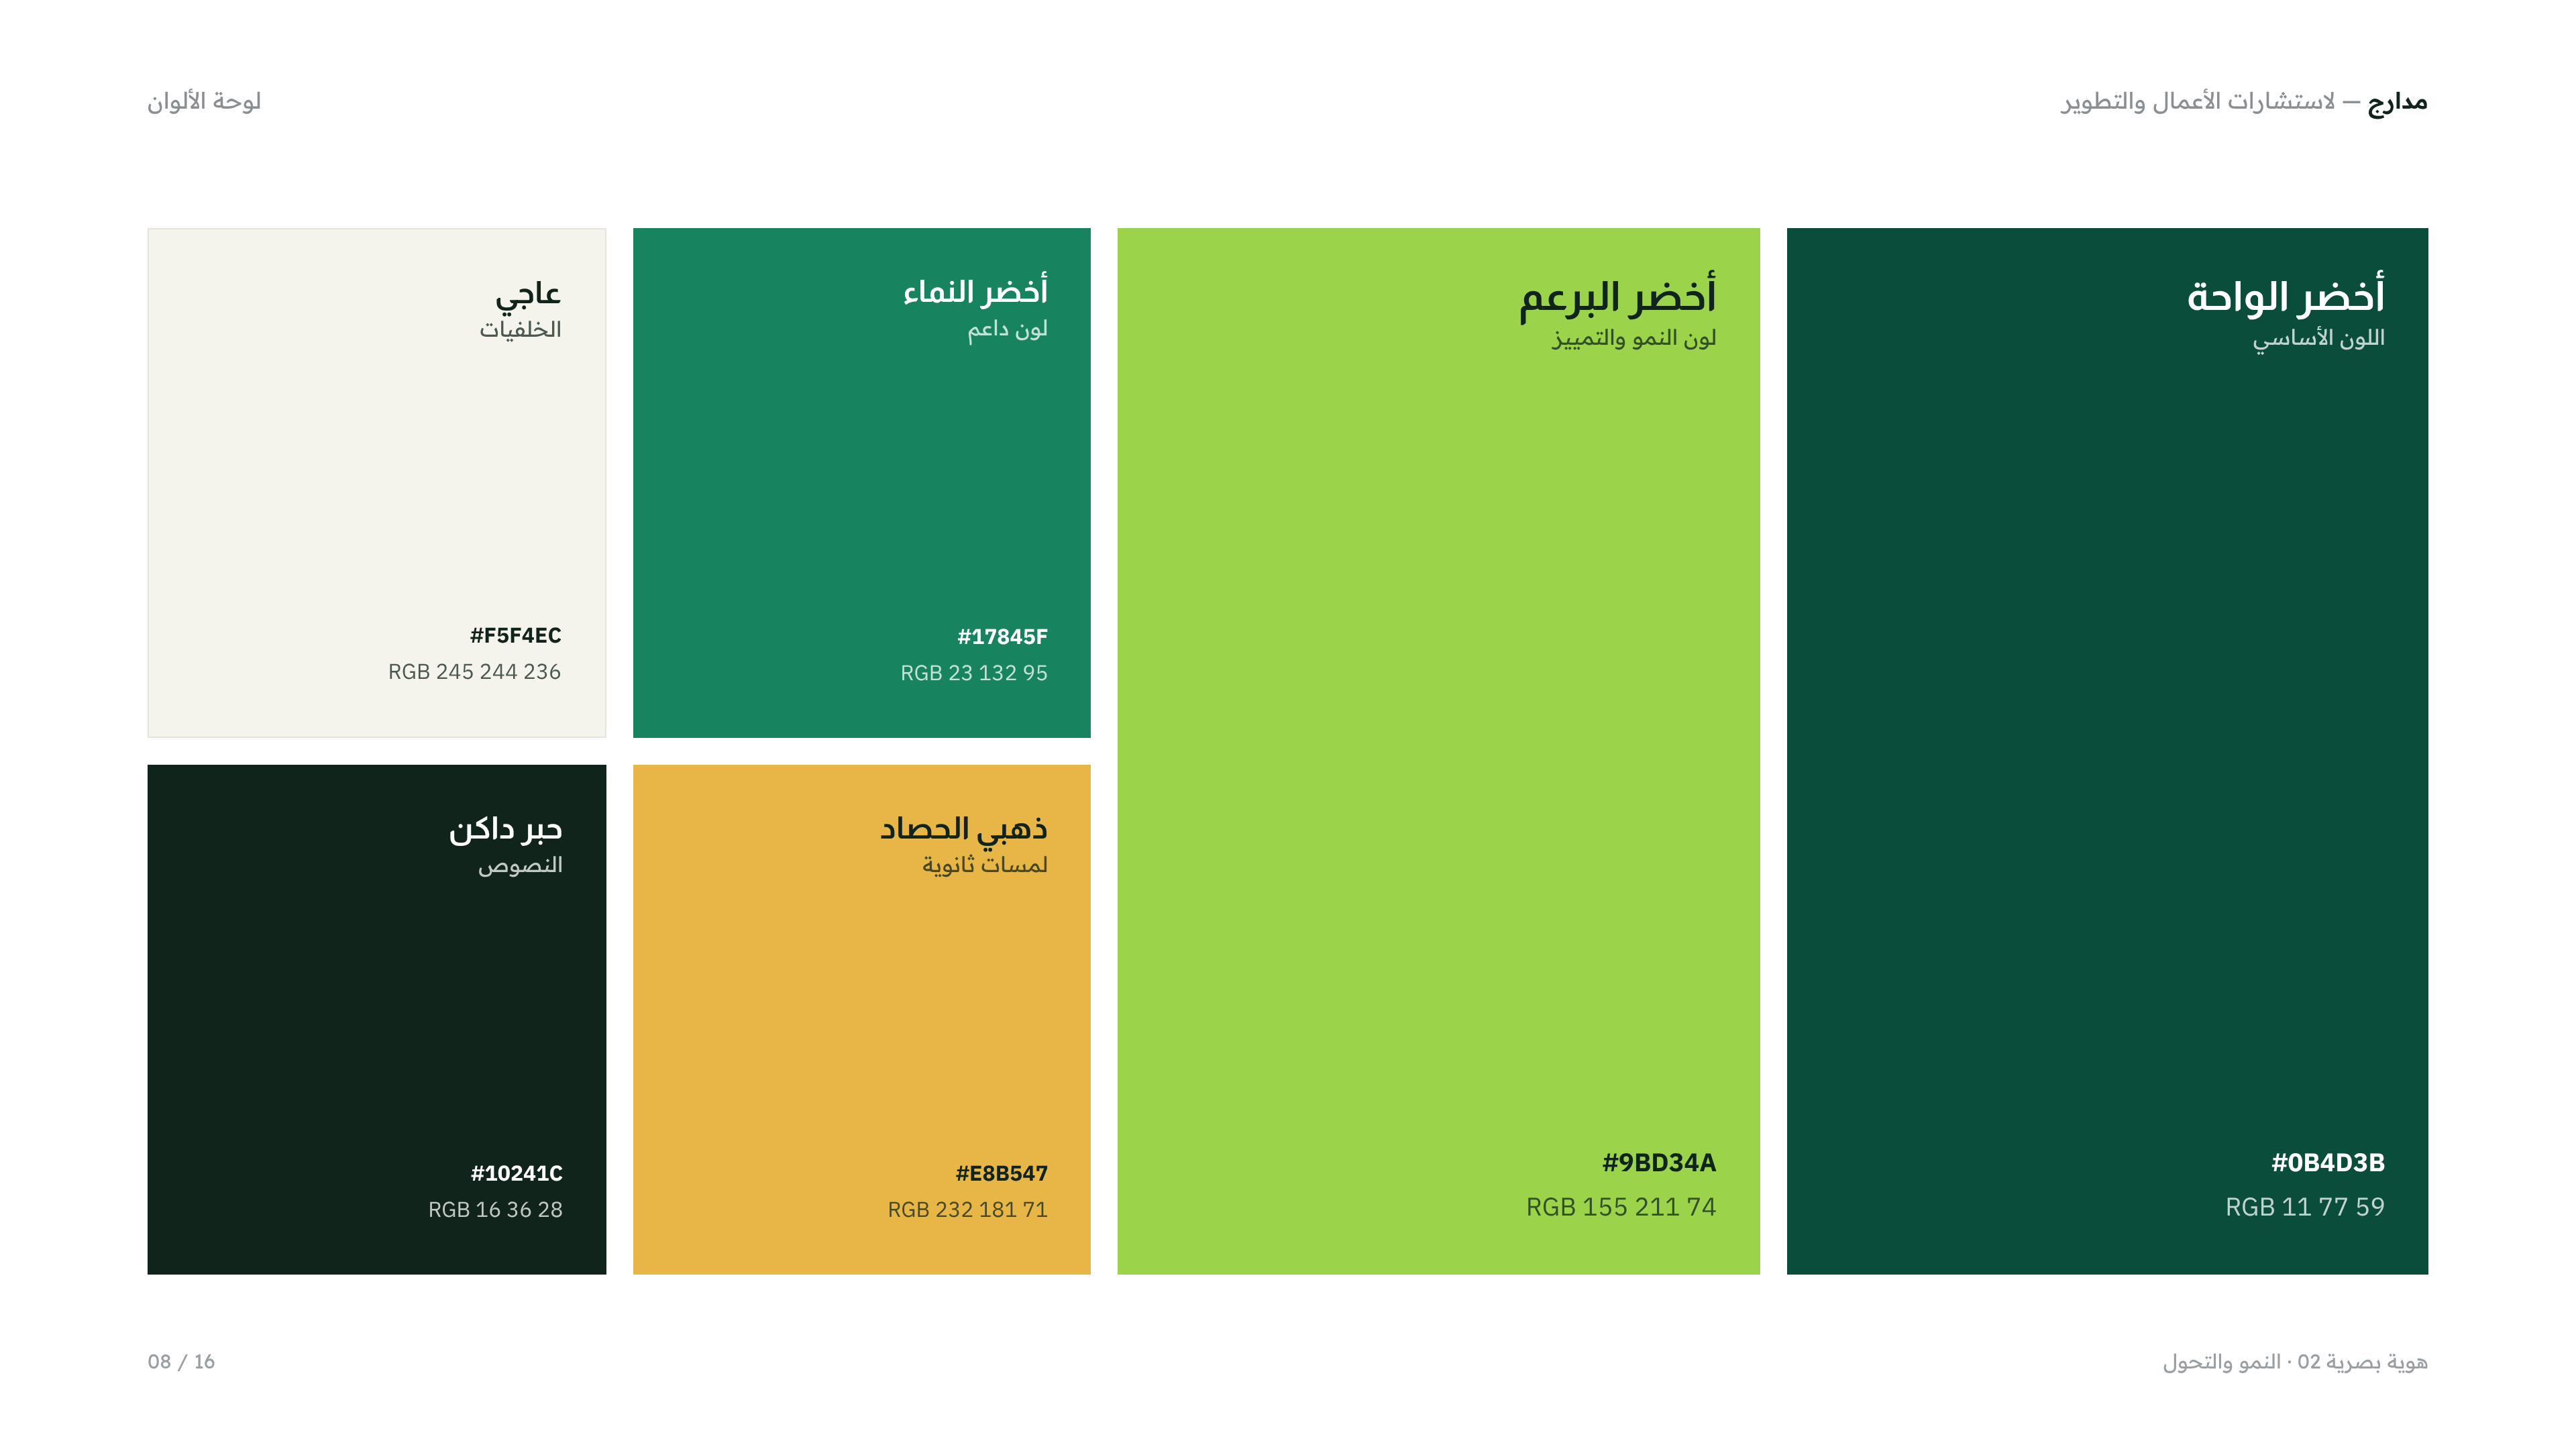 مدارج — لاستشارات الأعمال والتطوير
لوحة الألوان
أخضر الواحة
اللون الأساسي
#0B4D3B
RGB 11 77 59
أخضر البرعم
لون النمو والتمييز
#9BD34A
RGB 155 211 74
أخضر النماء
لون داعم
#17845F
RGB 23 132 95
عاجي
الخلفيات
#F5F4EC
RGB 245 244 236
ذهبي الحصاد
لمسات ثانوية
#E8B547
RGB 232 181 71
حبر داكن
النصوص
#10241C
RGB 16 36 28
هوية بصرية 02 · النمو والتحول
08 / 16